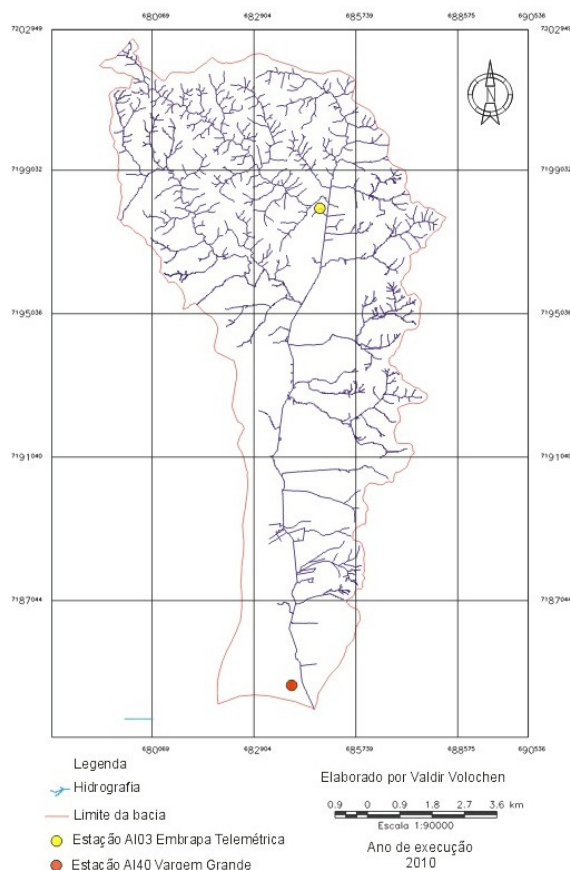 680069 682904 685739 688575 690536
7202949 7202949
7199032 7199032
7195036 7195036
7191040 7191040
7187044 7187044
680069 682904 685739 688575 690536
Legenda
Hidrografia
Limite da bacia
Estação AI03 Embrapa Telemétrica
Estação AI40 Vargem Grande
Elaborado por Valdir Volochen
0.9 0 0.9 1.8 2.7 3.6 km
Escala 1:90000
Ano de execução
2010